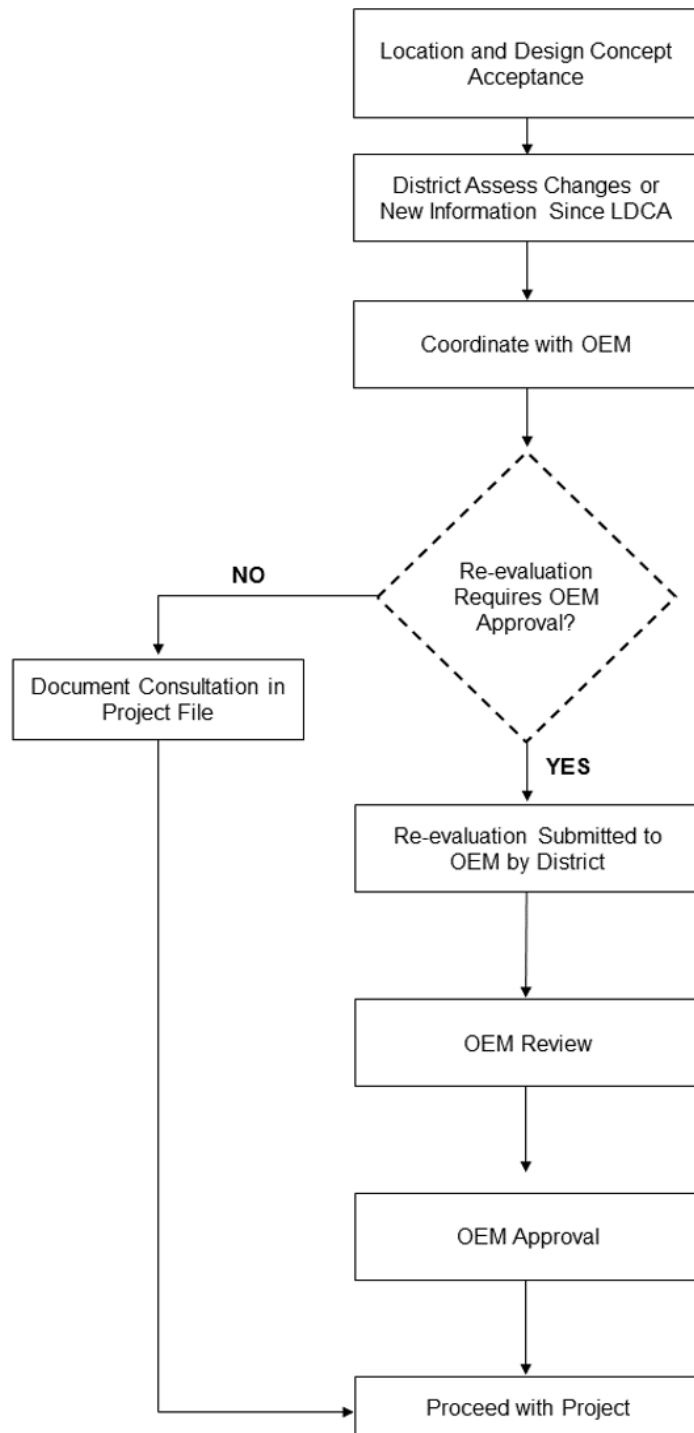 Location and Design Concept
Acceptance
District Assess Changes or
New Information Since LDCA
Coordinate with OEM
Re-evaluation
Requires OEM
Approval?
NO
Document Consultation in
Project File
YES
Re-evaluation Submitted to
OEM by District
OEM Review
OEM Approval
Proceed with Project